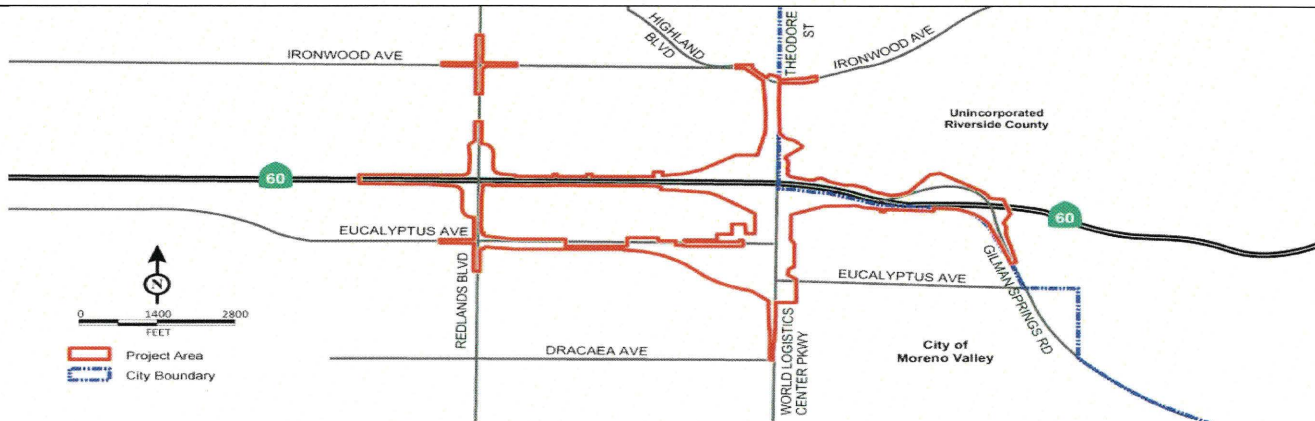 HIGHLAND
BLVD
THEODORE
ST
IRONWOOD AVE
IRONWOOD AVE
Unincorporated
Riverside County
60
60
EUCALYPTUS AVE
N
EUCALYPTUS AVE
GILMAN SPRINGS RD
0 1400 2800
FEET
REDLANDS BLVD
Project Area
DRACAEA AVE
WORLD LOGISTICS
CENTER PKWY
City of
Moreno Valley
City Boundary